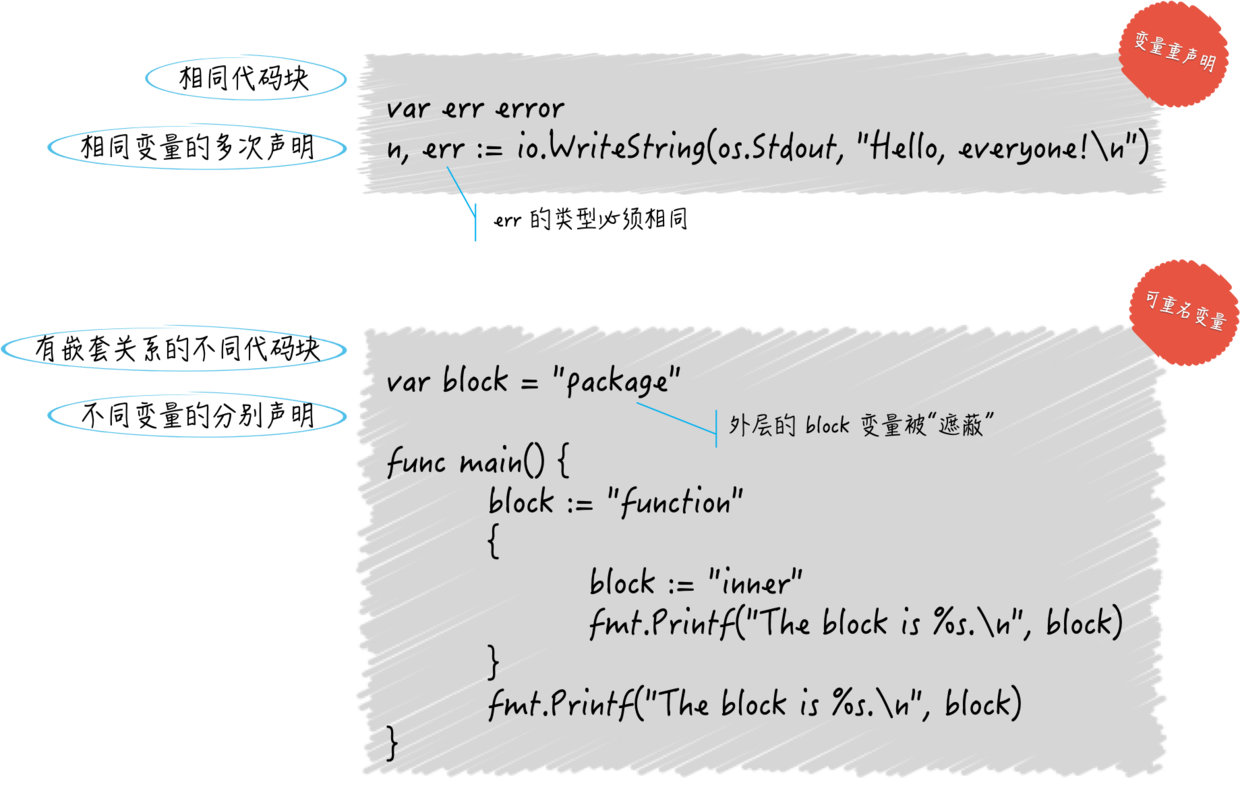 变量重声明
相同代码块
var err error
相同变量的多次声明
n, err := io.WriteString(os.Stdout, "Hello, everyone!\n")
err 的类型必须相同
可重名变量
有嵌套关系的不同代码块
var block = "package"
不同变量的分别声明
外层的 block 变量被“遮蔽”
func main() {
block := "function"
{
block := "inner"
fmt.Printf("The block is %s.\n", block)
}
fmt.Printf("The block is %s.\n", block)
}